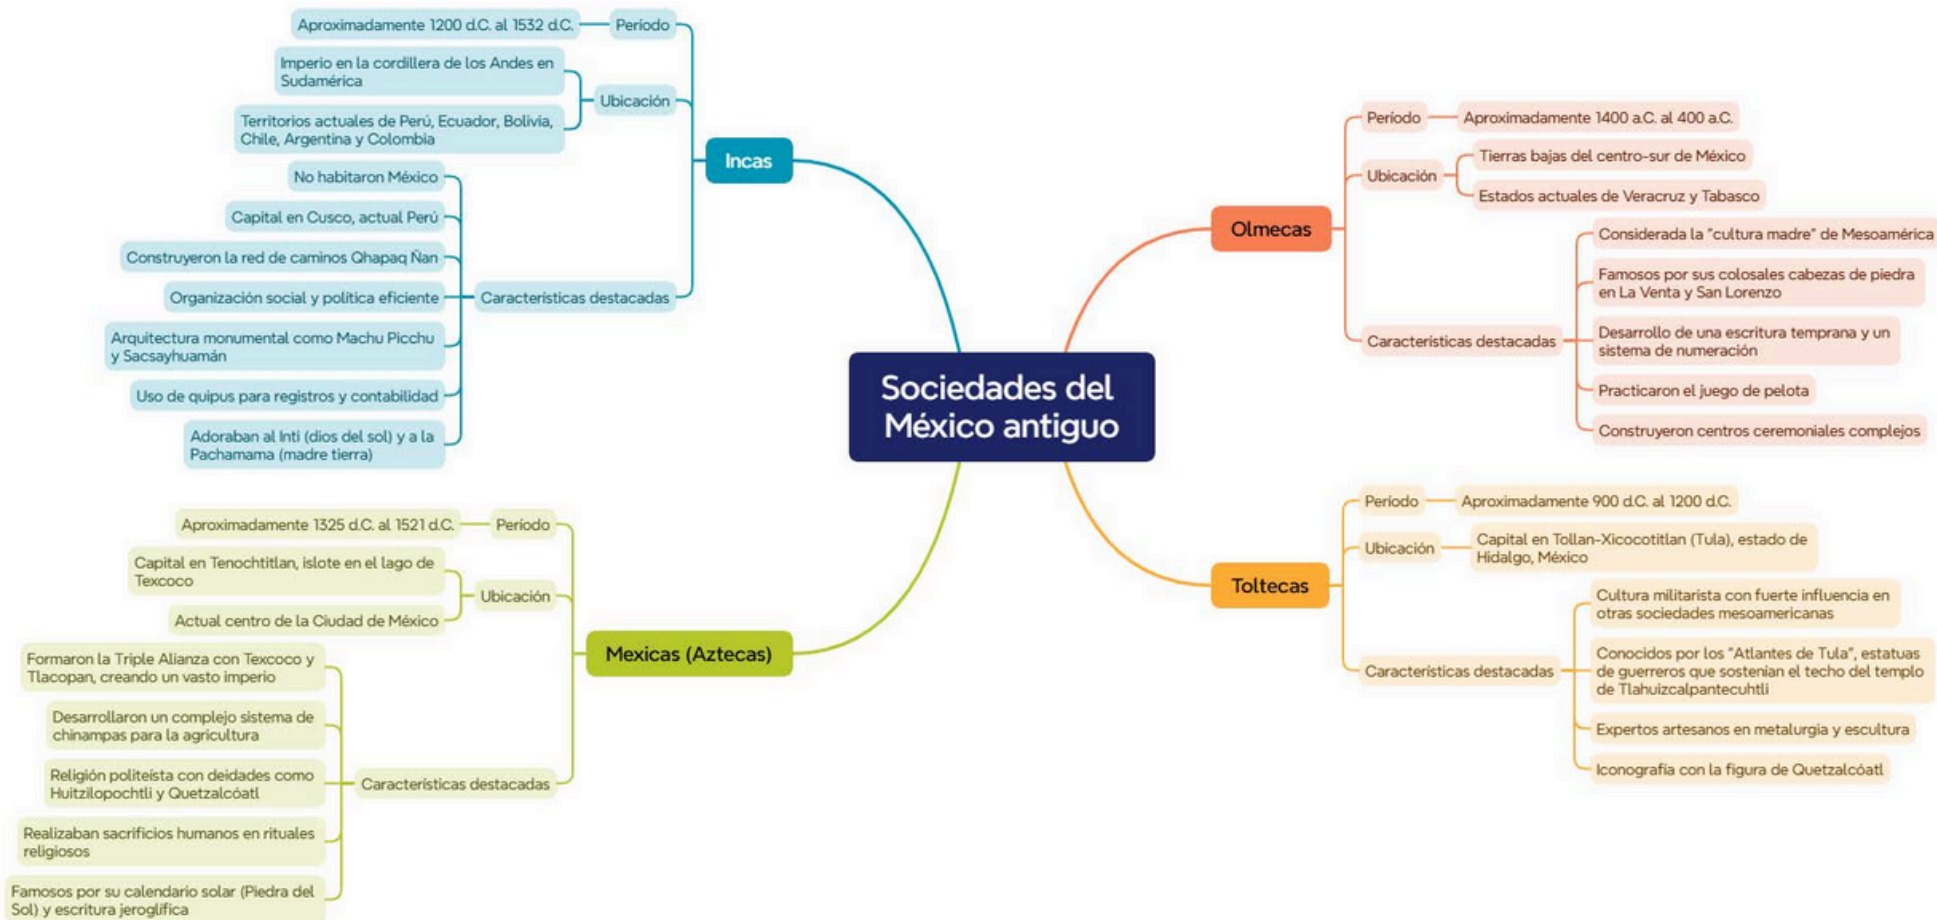 Sociedades del
México antiguo
Incas
Período
Aproximadamente 1200 d.C. al 1532 d.C.
Ubicación
Imperio en la cordillera de los Andes en
Sudamérica
Territorios actuales de Perú, Ecuador, Bolivia,
Chile, Argentina y Colombia
Características destacadas
No habitaron México
Capital en Cusco, actual Perú
Construyeron la red de caminos Qhapaq Ñan
Organización social y política eficiente
Arquitectura monumental como Machu Picchu
y Sacsayhuamán
Uso de quipus para registros y contabilidad
Adoraban al Inti (dios del sol) y a la
Pachamama (madre tierra)
Mexicas (Aztecas)
Período
Aproximadamente 1325 d.C. al 1521 d.C.
Ubicación
Capital en Tenochtitlan, islote en el lago de
Texcoco
Actual centro de la Ciudad de México
Características destacadas
Formaron la Triple Alianza con Texcoco y
Tlacopan, creando un vasto imperio
Desarrollaron un complejo sistema de
chinampas para la agricultura
Religión politeísta con deidades como
Huitzilopochtli y Quetzalcóatl
Realizaban sacrificios humanos en rituales
religiosos
Famosos por su calendario solar (Piedra del
Sol) y escritura jeroglífica
Olmecas
Período
Aproximadamente 1400 a.C. al 400 a.C.
Ubicación
Tierras bajas del centro-sur de México
Estados actuales de Veracruz y Tabasco
Características destacadas
Considerada la "cultura madre" de Mesoamérica
Famosos por sus colosales cabezas de piedra
en La Venta y San Lorenzo
Desarrollo de una escritura temprana y un
sistema de numeración
Practicaron el juego de pelota
Construyeron centros ceremoniales complejos
Toltecas
Período
Aproximadamente 900 d.C. al 1200 d.C.
Ubicación
Capital en Tollan-Xicocotitlan (Tula), estado de
Hidalgo, México
Características destacadas
Cultura militarista con fuerte influencia en
otras sociedades mesoamericanas
Conocidos por los "Atlantes de Tula", estatuas
de guerreros que sostenían el techo del templo
de Tlahuizcalpantecuhtli
Expertos artesanos en metalurgia y escultura
Iconografía con la figura de Quetzalcóatl